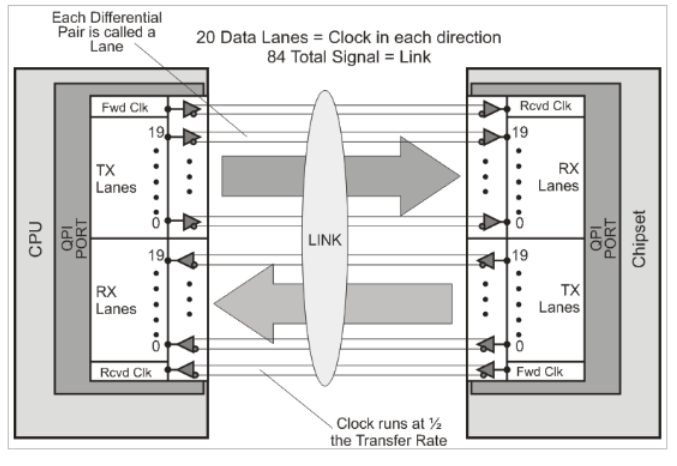 Each Differential
Pair is called a
Lane
20 Data Lanes = Clock in each direction
84 Total Signal = Link
Fwd Clk
Rcvd Clk
19
19
TX
Lanes
RX
Lanes
0
0
CPU
QPI
PORT
LINK
QPI
PORT
Chipset
19
19
RX
Lanes
TX
Lanes
0
0
Rcvd Clk
Fwd Clk
Clock runs at ½
the Transfer Rate